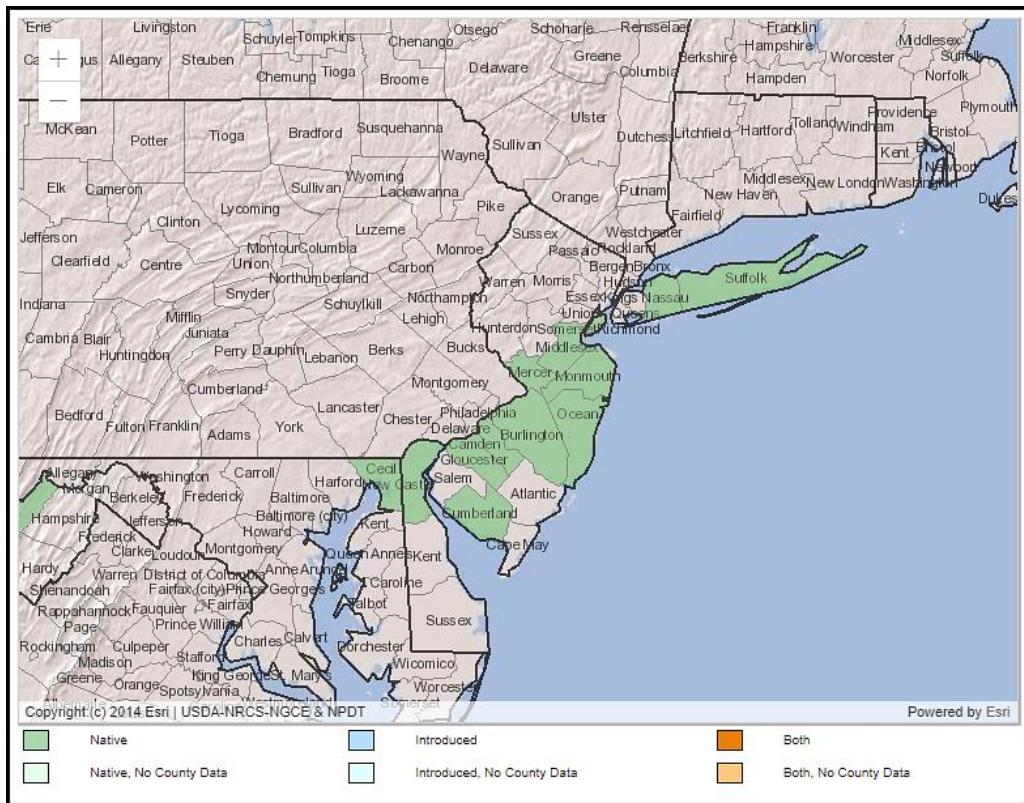 Erie Livingston Schuyler Tompkins Chenango Otsego Schoharie Rensselaer Franklin Middlesex
+
Allegany Steuben Chemung Tioga Broome Delaware Greene Columbia Berkshire Hampshire Worcester Suffolk
−
Hampden Norfolk
McKean Potter Tioga Bradford Susquehanna Ulster Dutchess Litchfield Hartford Tolland Windham Providence Plymouth
Wayne Sullivan Kent Bristol Bristol
Elk Cameron Sullivan Wyoming Lackawanna Pike Orange Putnam New Haven Middlesex New London Washington Newport Dukes
Clinton Lycoming Luzerne Fairfield
Jefferson Sussex Westchester
Clearfield Centre Montour Columbia Monroe Passaic Rockland
Union Carbon Bergen Bronx
Northumberland Warren Morris Hudson Suffolk
Indiana Snyder Schuylkill Northampton Essex Kings Nassau
Mifflin Lehigh Union Queens
Cambria Blair Juniata Hunterdon Somerset Richmond
Huntingdon Perry Dauphin Lebanon Berks Bucks Middlesex
Cumberland Montgomery Mercer Monmouth
Bedford Lancaster Chester Philadelphia Ocean
Fulton Franklin Adams York Delaware Burlington
Camden
Gloucester
Allegany Washington Carroll Harford Cecil New Castle Salem
Morgan Berkeley Frederick Baltimore Atlantic
Hampshire Jefferson Baltimore (city) Kent Cumberland
Frederick Howard
Clarke Loudoun Montgomery Queen Annes Kent Cape May
Hardy Warren District of Columbia Anne Arundel Caroline
Shenandoah Fairfax (city) Prince Georges
Rappahannock Fauquier Fairfax Talbot
Page Prince William Sussex
Rockingham Culpeper Charles Calvert Dorchester
Madison Stafford Wicomico
Greene Orange King George St. Marys
Spotsylvania Westmoreland Somerset Worcester
Copyright (c) 2014 Esri | USDA-NRCS-NGCE & NPDT Powered by Esri
Native Introduced Both
Native, No County Data Introduced, No County Data Both, No County Data